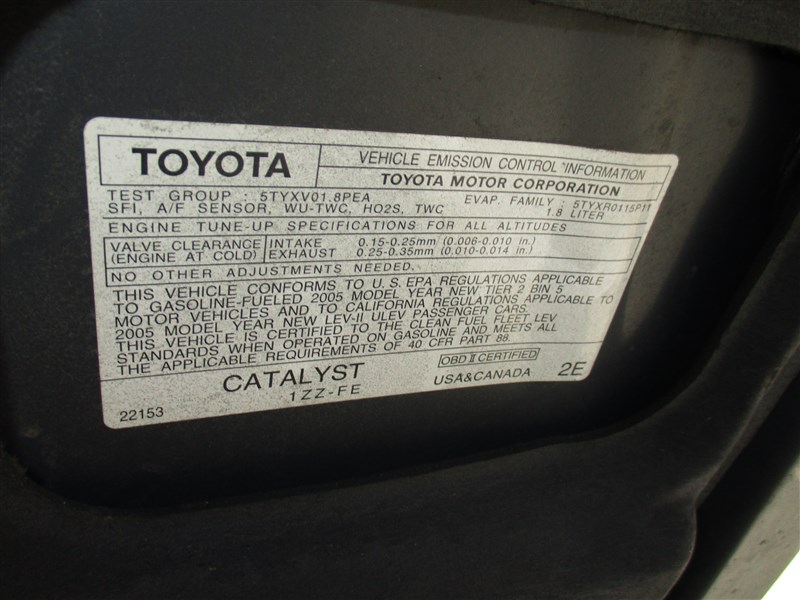 TOYOTA
VEHICLE EMISSION CONTROL INFORMATION
TOYOTA MOTOR CORPORATION
TEST GROUP : 5TYXV01.8PEA
EVAP. FAMILY : 5TYXR0115P11
SFI, A/F SENSOR, WU-TWC, HO2S, TWC
1.8 LITER
ENGINE TUNE-UP SPECIFICATIONS FOR ALL ALTITUDES
VALVE CLEARANCE INTAKE 0.15-0.25mm (0.006-0.010 in.)
(ENGINE AT COLD) EXHAUST 0.25-0.35mm (0.010-0.014 in.)
NO OTHER ADJUSTMENTS NEEDED.
THIS VEHICLE CONFORMS TO U.S.EPA REGULATIONS APPLICABLE
TO GASOLINE-FUELED 2005 MODEL YEAR NEW TIER 2 BIN 5
MOTOR VEHICLES AND TO CALIFORNIA REGULATIONS APPLICABLE TO
2005 MODEL YEAR NEW LEV-II ULEV PASSENGER CARS.
THIS VEHICLE IS CERTIFIED TO THE CLEAN FUEL FLEET LEV
STANDARDS WHEN OPERATING ON GASOLINE AND MEETS ALL
THE APPLICABLE REQUIREMENTS OF 40 CFR PART 88.
CATALYST
OBD II CERTIFIED
22153
1ZZ-FE
USA&CANADA
2E